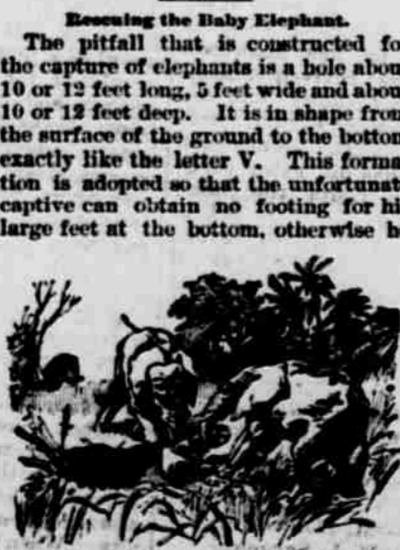 Rescuing the Baby Elephant.
The pitfall that is constructed fo
the capture of elephants is a hole abou
10 or 12 feet long, 5 feet wide and abou
10 or 12 feet deep. It is in shape from
the surface of the ground to the bottom
exactly like the letter V. This forma
tion is adopted so that the unfortunat
captive can obtain no footing for hi
large feet at the bottom, otherwise h